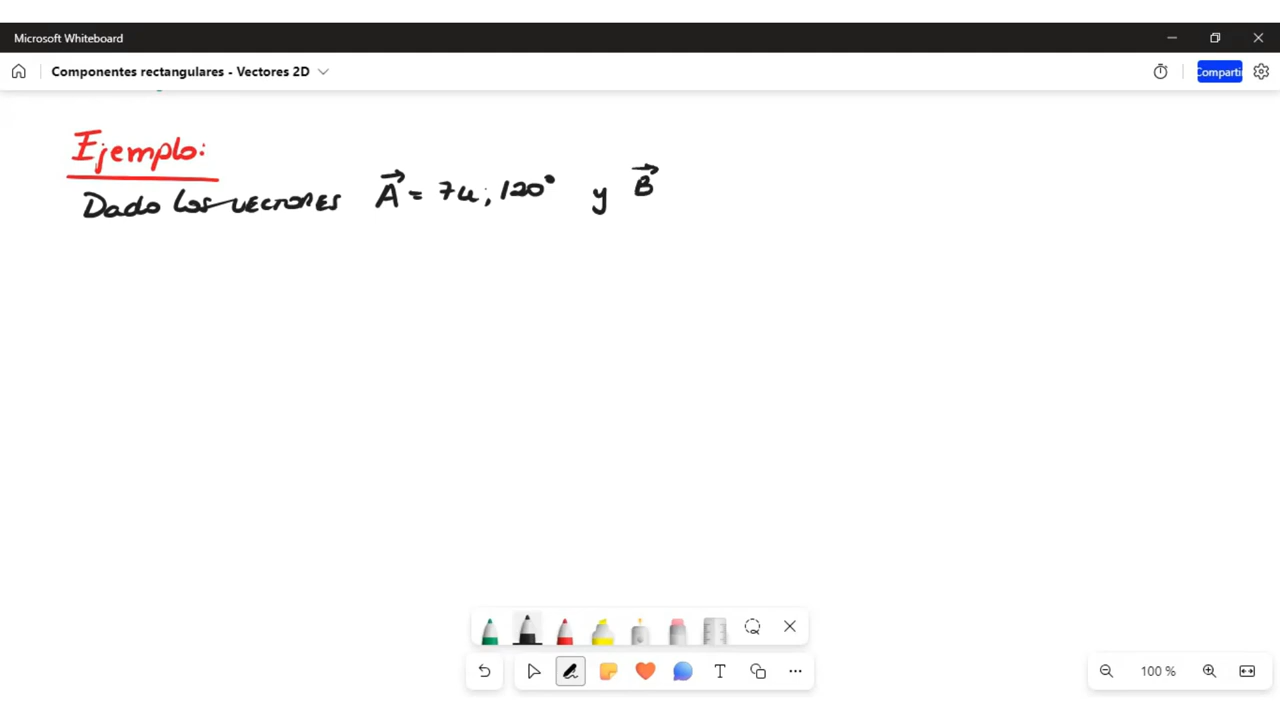 Microsoft Whiteboard
Componentes rectangulares - Vectores 2D
Comparti
Ejemplo:
Dado los vectores A⃗ = 7u ; 120° y B⃗
100 %